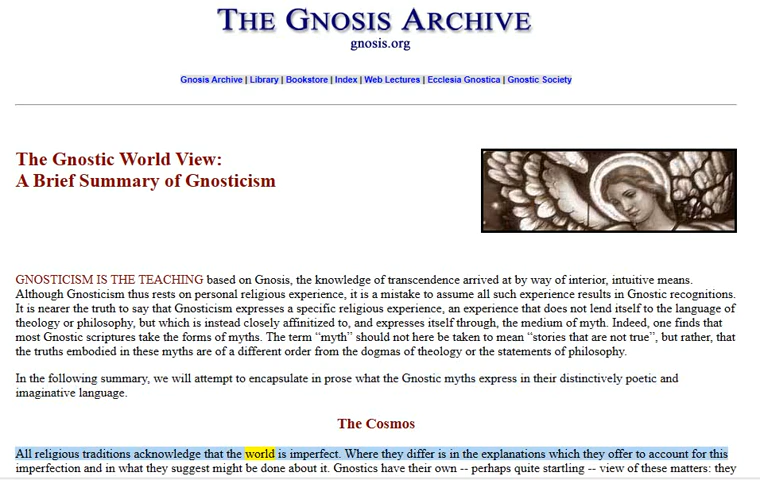 THE GNOSIS ARCHIVE
gnosis.org
Gnosis Archive | Library | Bookstore | Index | Web Lectures | Ecclesia Gnostica | Gnostic Society
The Gnostic World View:
A Brief Summary of Gnosticism
GNOSTICISM IS THE TEACHING based on Gnosis, the knowledge of transcendence arrived at by way of interior, intuitive means.
Although Gnosticism thus rests on personal religious experience, it is a mistake to assume all such experience results in Gnostic recognitions.
It is nearer the truth to say that Gnosticism expresses a specific religious experience, an experience that does not lend itself to the language of
theology or philosophy, but which is instead closely affinitized to, and expresses itself through, the medium of myth. Indeed, one finds that
most Gnostic scriptures take the forms of myths. The term “myth” should not here be taken to mean “stories that are not true”, but rather, that
the truths embodied in these myths are of a different order from the dogmas of theology or the statements of philosophy.
In the following summary, we will attempt to encapsulate in prose what the Gnostic myths express in their distinctively poetic and
imaginative language.
The Cosmos
All religious traditions acknowledge that the world is imperfect. Where they differ is in the explanations which they offer to account for this
imperfection and in what they suggest might be done about it. Gnostics have their own -- perhaps quite startling -- view of these matters: they